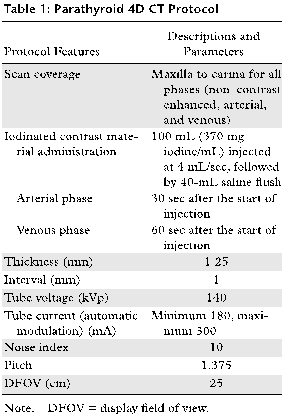 Table 1: Parathyroid 4D CT Protocol
Protocol Features
Descriptions and
Parameters
Scan coverage
Maxilla to carina for all
phases (non contrast
enhanced, arterial,
and venous)
Iodinated contrast mate-
rial administration
100 mL (370 mg
iodine/mL) injected
at 4 mL/sec, followed
by 40-mL saline flush
Arterial phase
30 sec after the start of
injection
Venous phase
60 sec after the start of
injection
Thickness (mm)
1.25
Interval (mm)
1
Tube voltage (kVp)
140
Tube current (automatic
modulation) (mA)
Minimum 180, maxi-
mum 300
Noise index
10
Pitch
1.375
DFOV (cm)
25
Note. DFOV = display field of view.